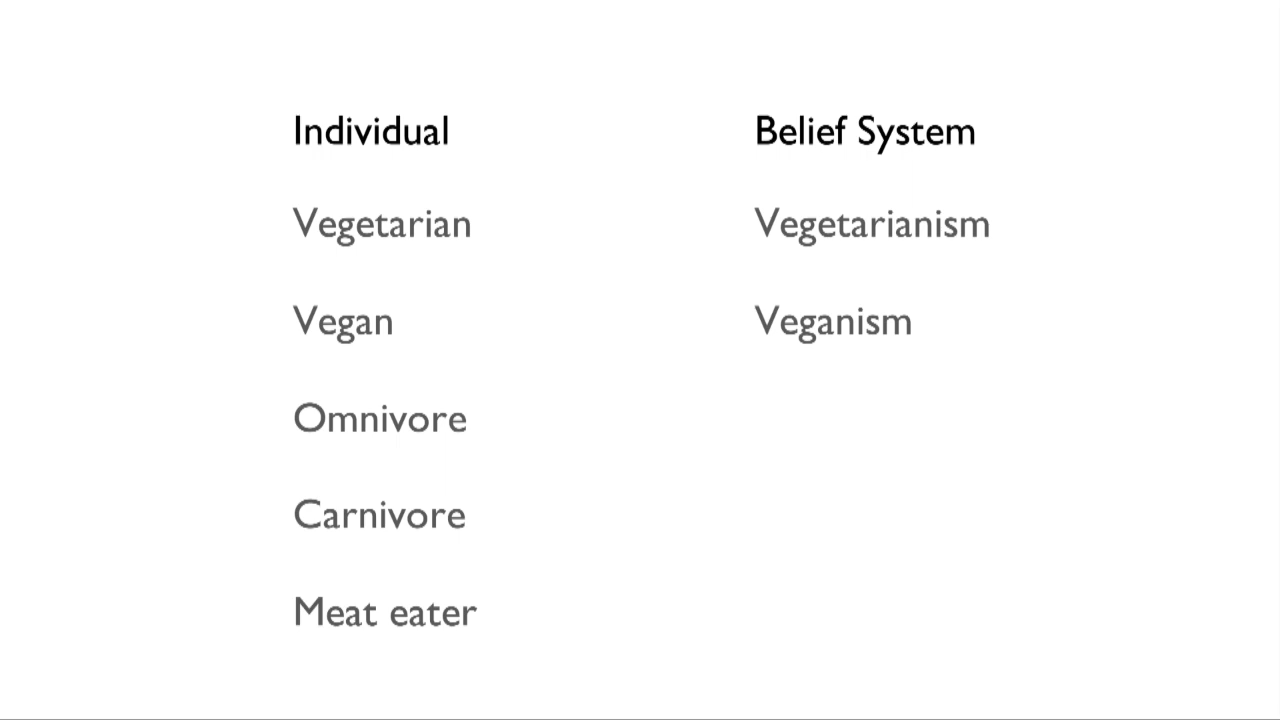 Individual Belief System
Vegetarian Vegetarianism
Vegan Veganism
Omnivore
Carnivore
Meat eater